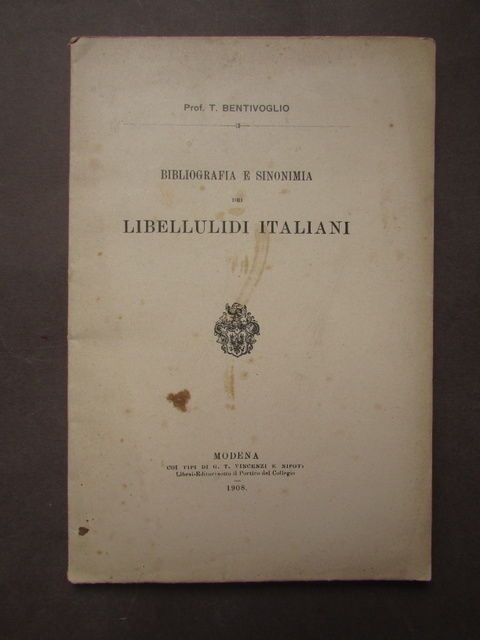 Prof. T. BENTIVOGLIO
BIBLIOGRAFIA E SINONIMIA
DEI
LIBELLULIDI ITALIANI
MODENA
COI TIPI DI G. T. VINCENZI E NIPOTI
Librai-Editori sotto il Portico del Collegio
1908.